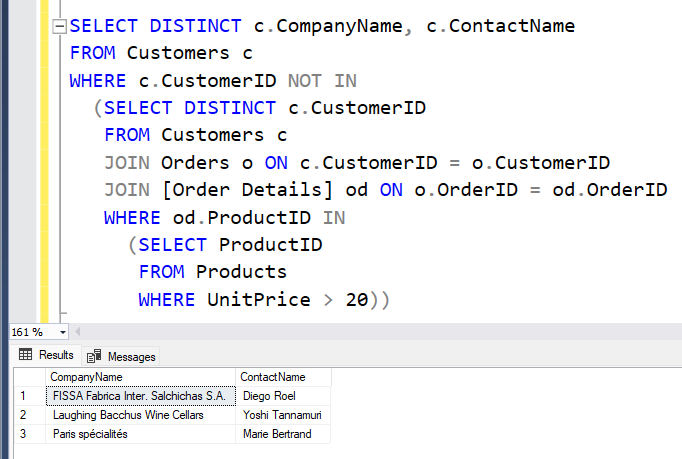 SELECT DISTINCT c.CompanyName, c.ContactName
FROM Customers c
WHERE c.CustomerID NOT IN
(SELECT DISTINCT c.CustomerID
FROM Customers c
JOIN Orders o ON c.CustomerID = o.CustomerID
JOIN [Order Details] od ON o.OrderID = od.OrderID
WHERE od.ProductID IN
(SELECT ProductID
FROM Products
WHERE UnitPrice > 20))
161 %
Results Messages
CompanyName ContactName
1 FISSA Fabrica Inter. Salchichas S.A. Diego Roel
2 Laughing Bacchus Wine Cellars Yoshi Tannamuri
3 Paris spécialités Marie Bertrand